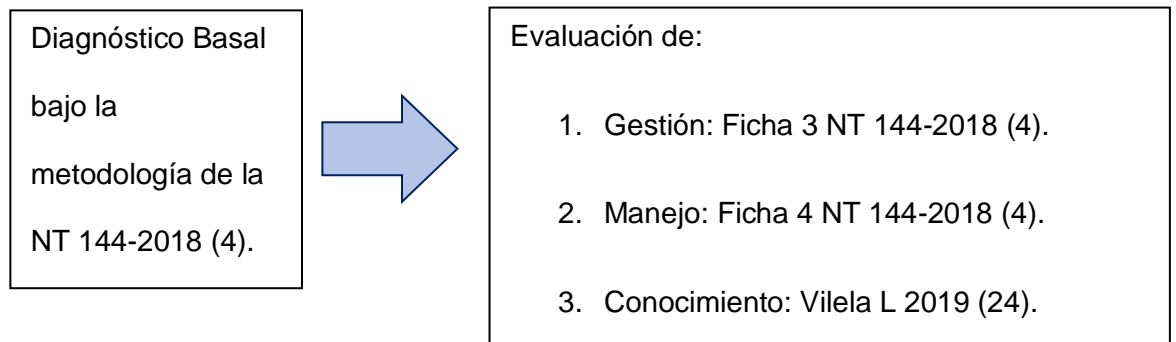 Diagnóstico Basal
bajo la
metodología de la
NT 144-2018 (4).
Evaluación de:
1. Gestión: Ficha 3 NT 144-2018 (4).
2. Manejo: Ficha 4 NT 144-2018 (4).
3. Conocimiento: Vilela L 2019 (24).